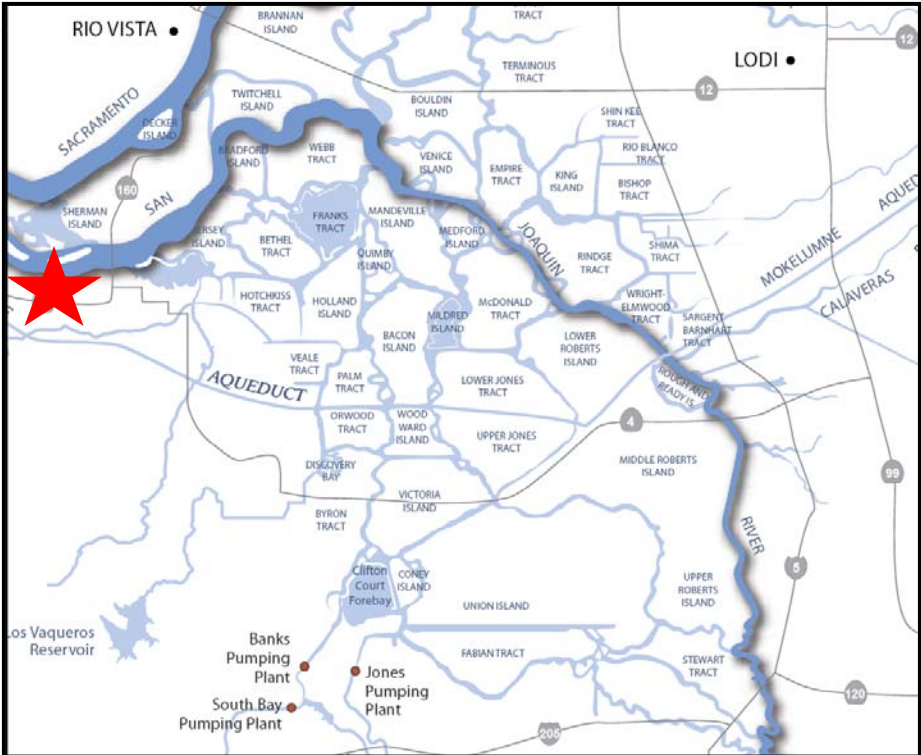 BRANNAN
ISLAND
TRACT
RIO VISTA
12
LODI
TERMINOUS
TRACT
TWITCHELL
ISLAND
12
BOULDIN
ISLAND
SACRAMENTO
DECKER
ISLAND
SHIN KEE
TRACT
BRADFORD
ISLAND
WEBB
TRACT
VENICE
ISLAND
RIO BLANCO
TRACT
EMPIRE
TRACT
KING
ISLAND
BISHOP
TRACT
160
SAN
SHERMAN
ISLAND
FRANKS
TRACT
MANDEVILLE
ISLAND
JERSEY
ISLAND
BETHEL
TRACT
MEDFORD
ISLAND
JOAQUIN
QUIMBY
ISLAND
RINDGE
TRACT
SHIMA
TRACT
MOKELUMNE
CALAVERAS
HOTCHKISS
TRACT
HOLLAND
ISLAND
MILDRED
ISLAND
McDONALD
TRACT
WRIGHT-
ELMWOOD
TRACT
SARGENT
BARNHART
TRACT
BACON
ISLAND
LOWER
ROBERTS
ISLAND
VEALE
TRACT
AQUEDUCT
PALM
TRACT
LOWER JONES
TRACT
ROUGH AND
READY IS.
ORWOOD
TRACT
WOOD
WARD
ISLAND
4
UPPER JONES
TRACT
MIDDLE ROBERTS
ISLAND
99
DISCOVERY
BAY
VICTORIA
ISLAND
BYRON
TRACT
RIVER
5
Clifton
Court
Forebay
CONEY
ISLAND
UPPER
ROBERTS
ISLAND
UNION ISLAND
Los Vaqueros
Reservoir
Banks
Pumping
Plant
FABIAN TRACT
STEWART
TRACT
Jones
Pumping
Plant
South Bay
Pumping Plant
120
205